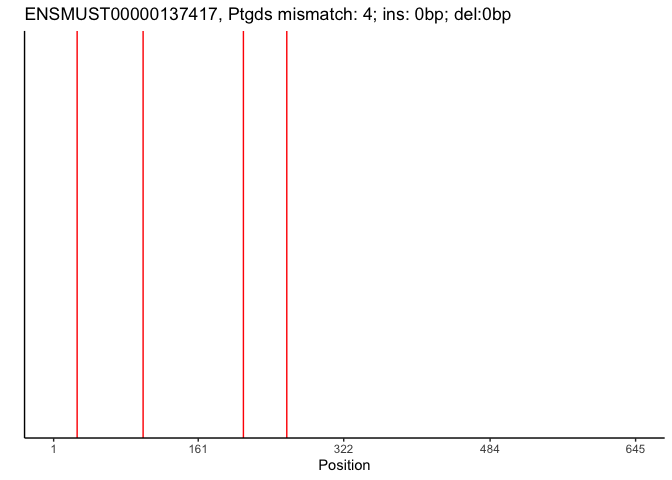 ENSMUST00000137417, Ptgds mismatch: 4; ins: 0bp; del:0bp
1 161 322 484 645
Position